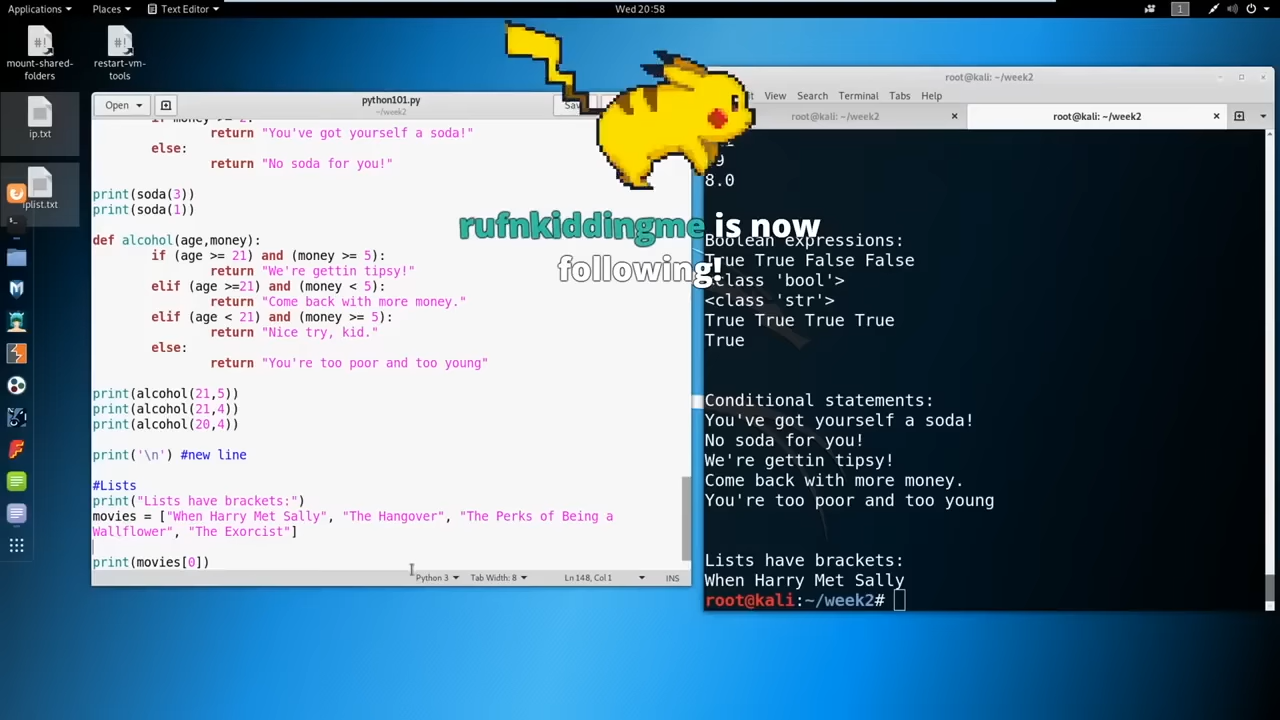 Applications
Places
Text Editor
Wed 20:58
1
mount-shared-folders
restart-vm-tools
ip.txt
iplist.txt
Open
python101.py
~/week2
return "You've got yourself a soda!"
else:
return "No soda for you!"
print(soda(3))
print(soda(1))
def alcohol(age,money):
if (age >= 21) and (money >= 5):
return "We're gettin tipsy!"
elif (age >=21) and (money < 5):
return "Come back with more money."
elif (age < 21) and (money >= 5):
return "Nice try, kid."
else:
return "You're too poor and too young"
print(alcohol(21,5))
print(alcohol(21,4))
print(alcohol(20,4))
print('\n') #new line
#Lists
print("Lists have brackets:")
movies = ["When Harry Met Sally", "The Hangover", "The Perks of Being a
Wallflower", "The Exorcist"]
print(movies[0])
Python 3
Tab Width: 8
Ln 148, Col 1
INS
rufnkiddingme is now
following!
root@kali: ~/week2
View
Search
Terminal
Tabs
Help
root@kali: ~/week2
root@kali: ~/week2
8.0
Boolean expressions:
True True False False
<class 'bool'>
<class 'str'>
True True True True
True
Conditional statements:
You've got yourself a soda!
No soda for you!
We're gettin tipsy!
Come back with more money.
You're too poor and too young
Lists have brackets:
When Harry Met Sally
root@kali:~/week2#